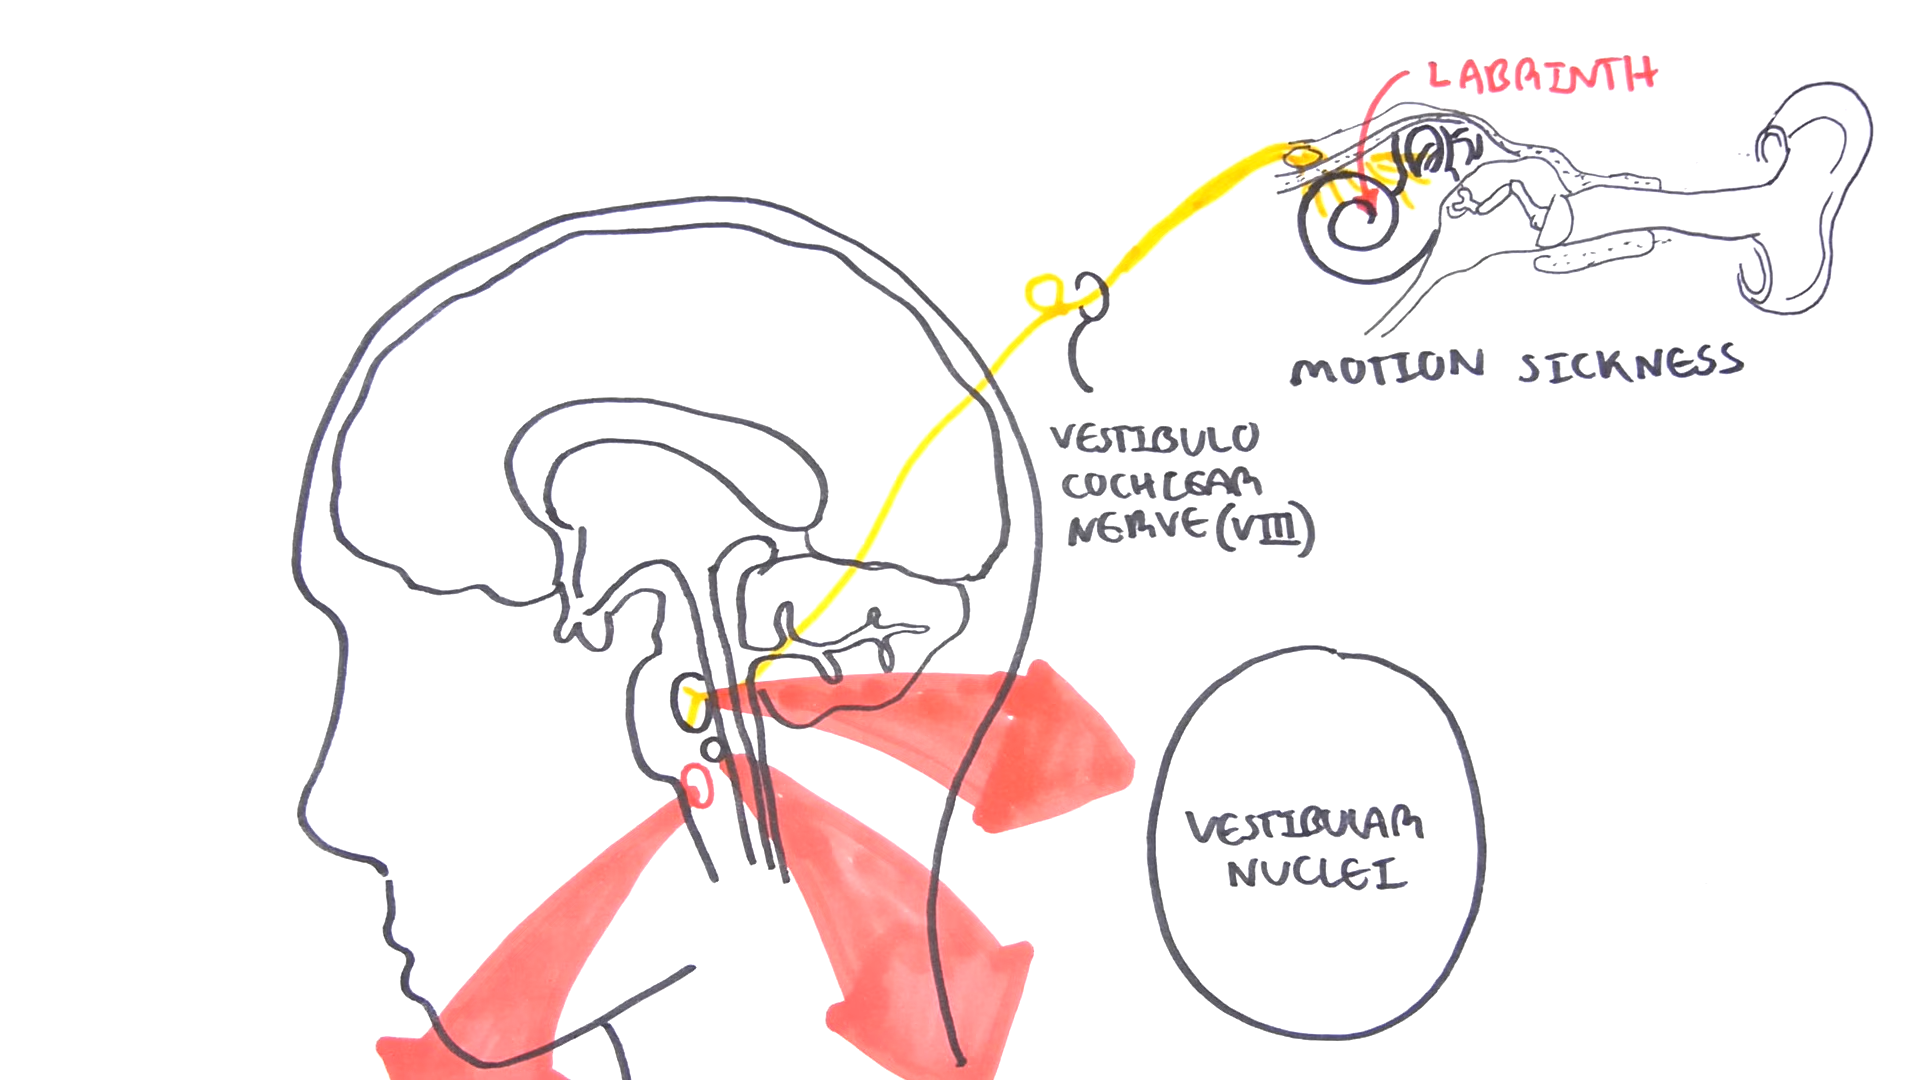 LABRINTH
MOTION SICKNESS
VESTIBULO
COCHLEAR
NERVE (VIII)
VESTIBULAR
NUCLEI